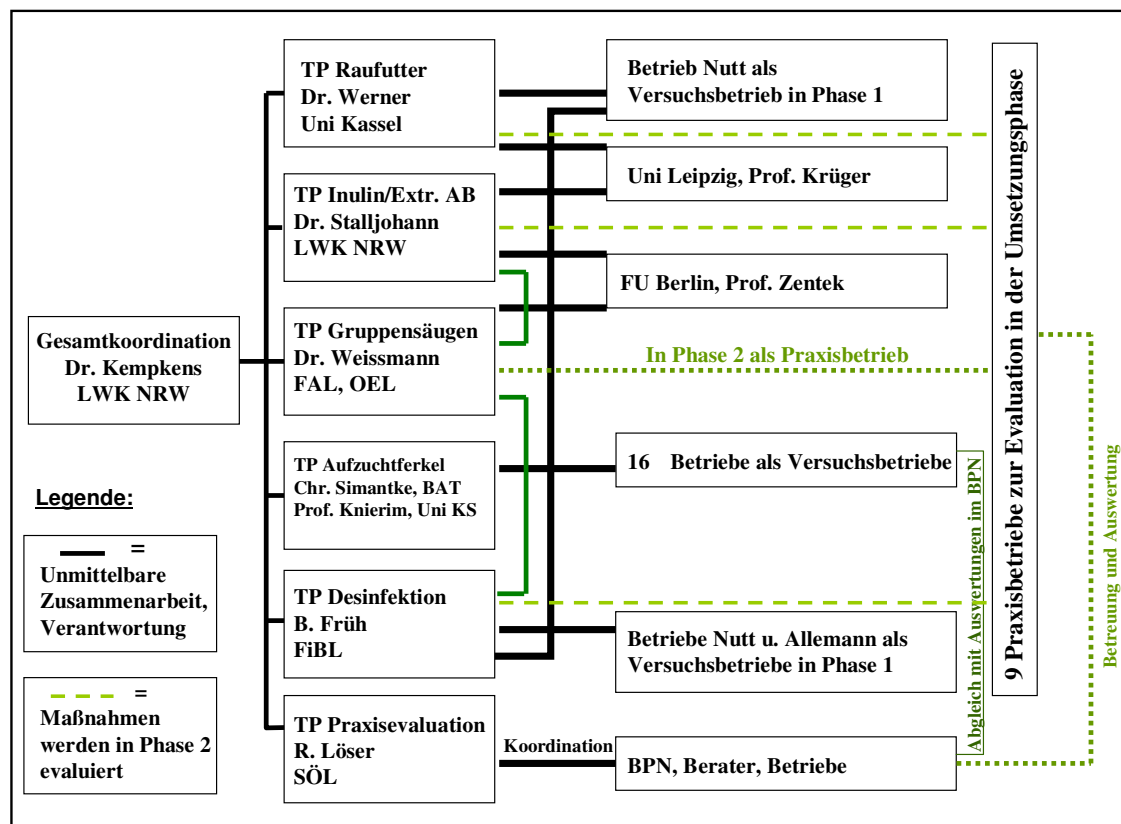 Gesamtkoordination
Dr. Kempkens
LWK NRW
Legende:
=
Unmittelbare
Zusammenarbeit,
Verantwortung
=
Maßnahmen
werden in Phase 2
evaluiert
TP Raufutter
Dr. Werner
Uni Kassel
TP Inulin/Extr. AB
Dr. Stalljohann
LWK NRW
TP Gruppensäugen
Dr. Weissmann
FAL, OEL
TP Aufzuchtferkel
Chr. Simantke, BAT
Prof. Knierim, Uni KS
TP Desinfektion
B. Früh
FiBL
TP Praxisevaluation
R. Löser
SÖL
Koordination
Betrieb Nutt als
Versuchsbetrieb in Phase 1
Uni Leipzig, Prof. Krüger
FU Berlin, Prof. Zentek
In Phase 2 als Praxisbetrieb
16 Betriebe als Versuchsbetriebe
Betriebe Nutt u. Allemann als
Versuchsbetriebe in Phase 1
BPN, Berater, Betriebe
Abgleich mit Auswertungen im BPN
9 Praxisbetriebe zur Evaluation in der Umsetzungsphase
Betreuung und Auswertung